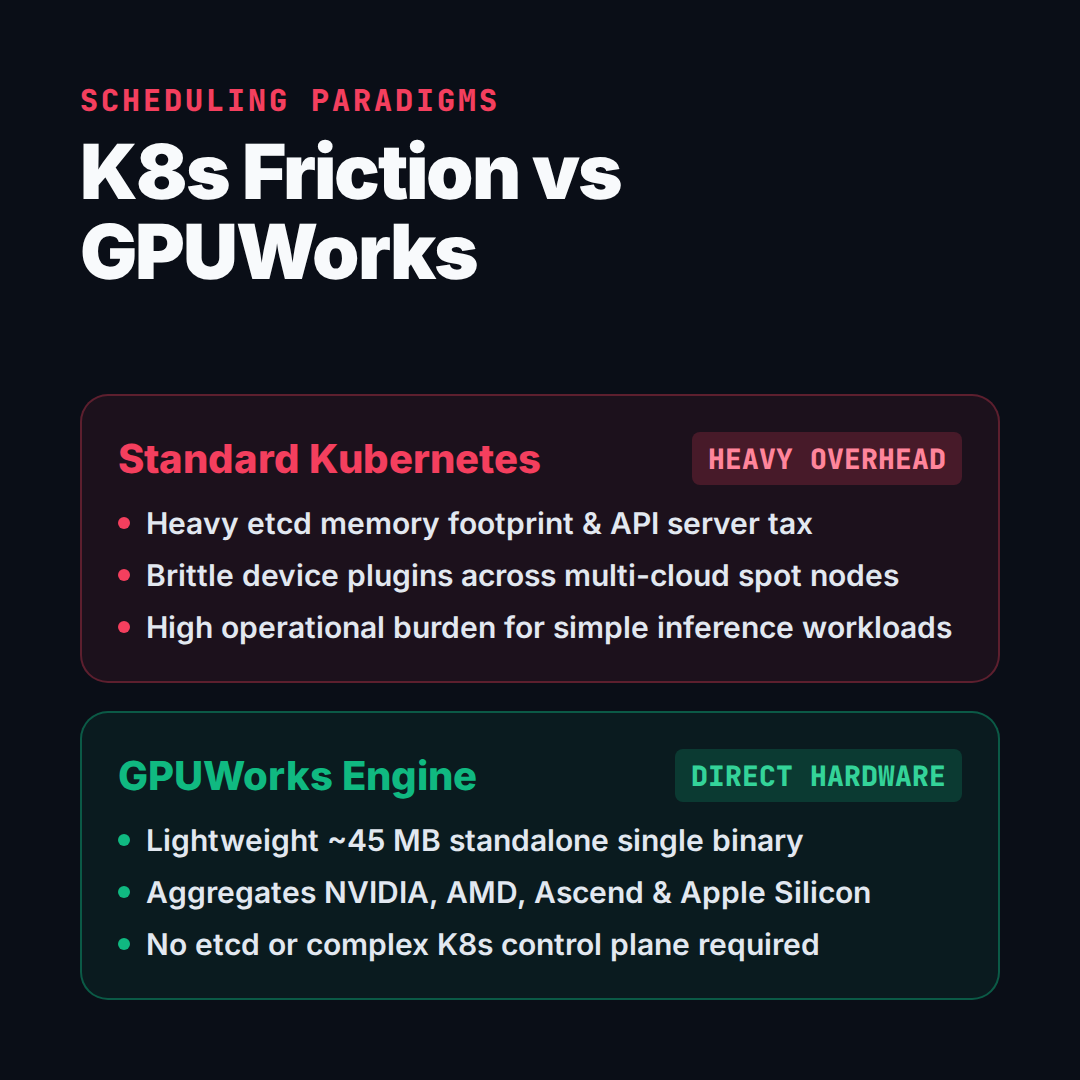 SCHEDULING PARADIGMS
K8s Friction vs
GPUWorks
Standard Kubernetes
HEAVY OVERHEAD
Heavy etcd memory footprint & API server tax
Brittle device plugins across multi-cloud spot nodes
High operational burden for simple inference workloads
GPUWorks Engine
DIRECT HARDWARE
Lightweight ~45 MB standalone single binary
Aggregates NVIDIA, AMD, Ascend & Apple Silicon
No etcd or complex K8s control plane required